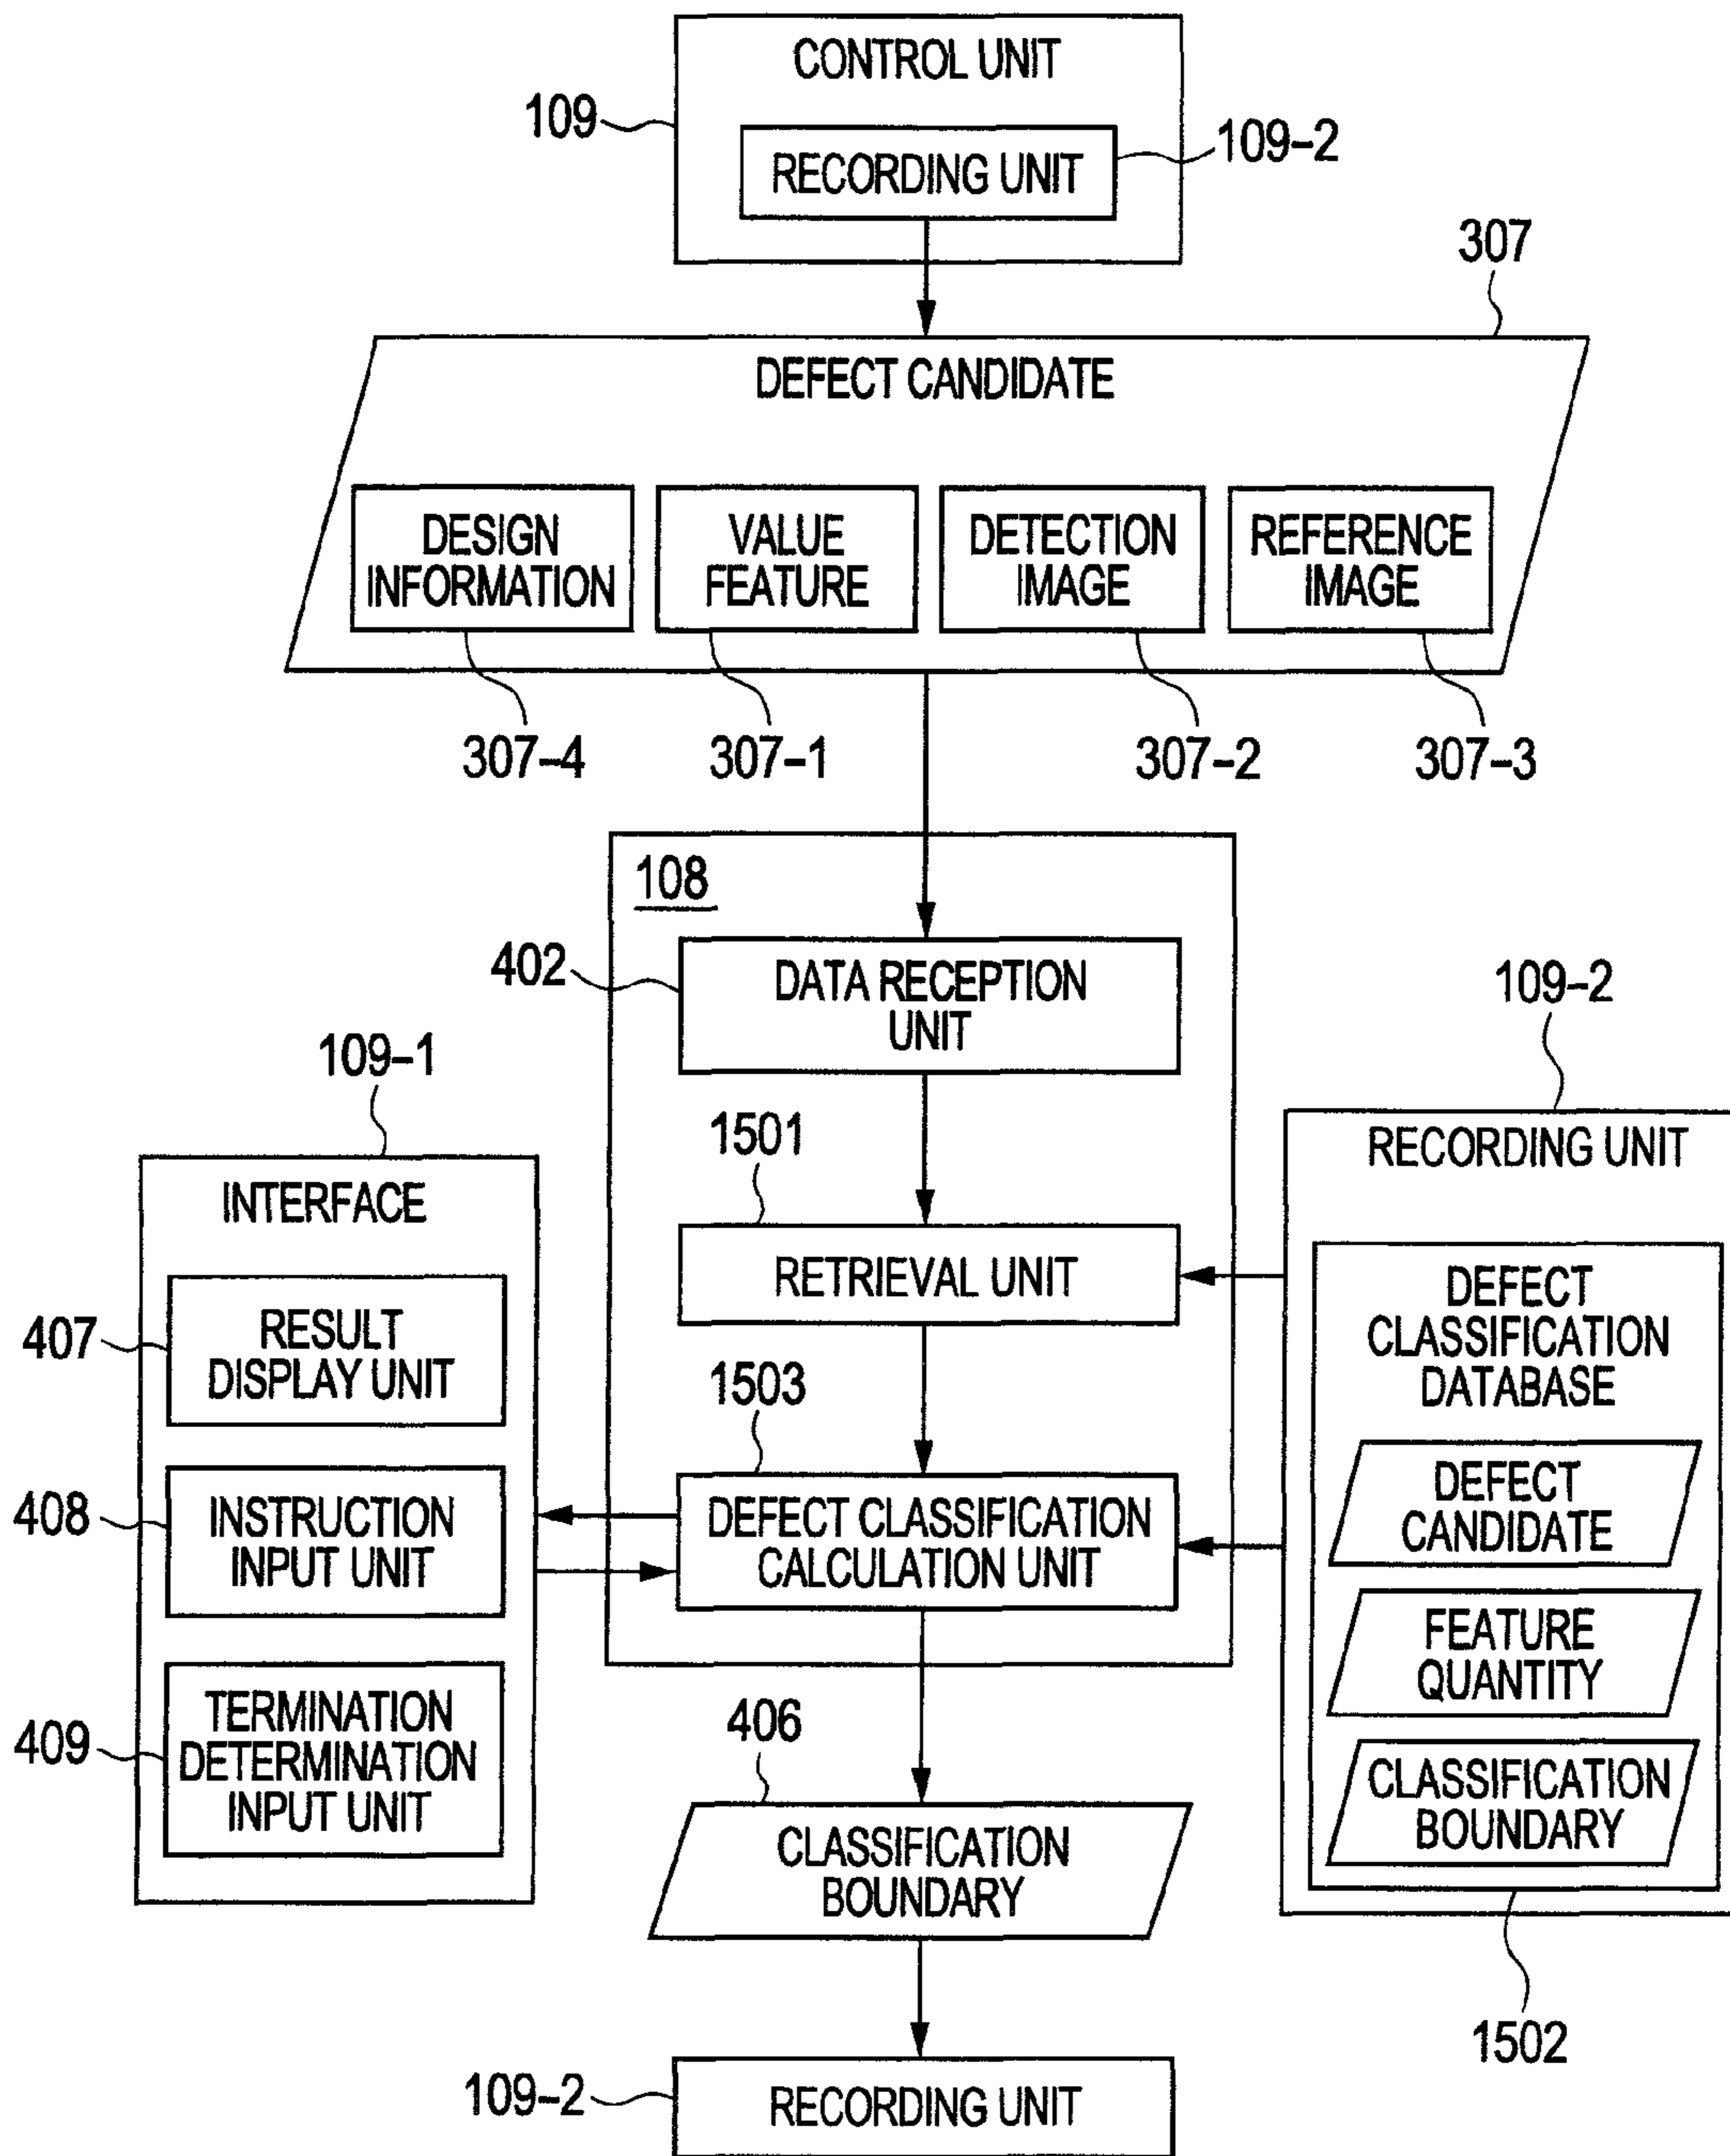 CONTROL UNIT
109
RECORDING UNIT
109-2
307
DEFECT CANDIDATE
DESIGN
INFORMATION
VALUE
FEATURE
DETECTION
IMAGE
REFERENCE
IMAGE
307-4
307-1
307-2
307-3
108
402
DATA RECEPTION
UNIT
109-1
INTERFACE
407
RESULT
DISPLAY UNIT
408
INSTRUCTION
INPUT UNIT
409
TERMINATION
DETERMINATION
INPUT UNIT
1501
RETRIEVAL UNIT
1503
DEFECT CLASSIFICATION
CALCULATION UNIT
109-2
RECORDING UNIT
DEFECT
CLASSIFICATION
DATABASE
DEFECT
CANDIDATE
FEATURE
QUANTITY
CLASSIFICATION
BOUNDARY
1502
406
CLASSIFICATION
BOUNDARY
109-2
RECORDING UNIT